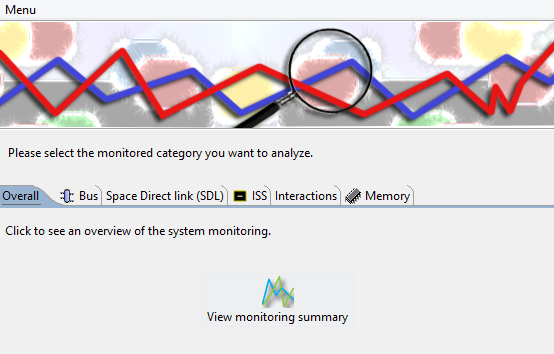 Menu
Please select the monitored category you want to analyze.
Overall Bus Space Direct link (SDL) ISS Interactions Memory
Click to see an overview of the system monitoring.
View monitoring summary